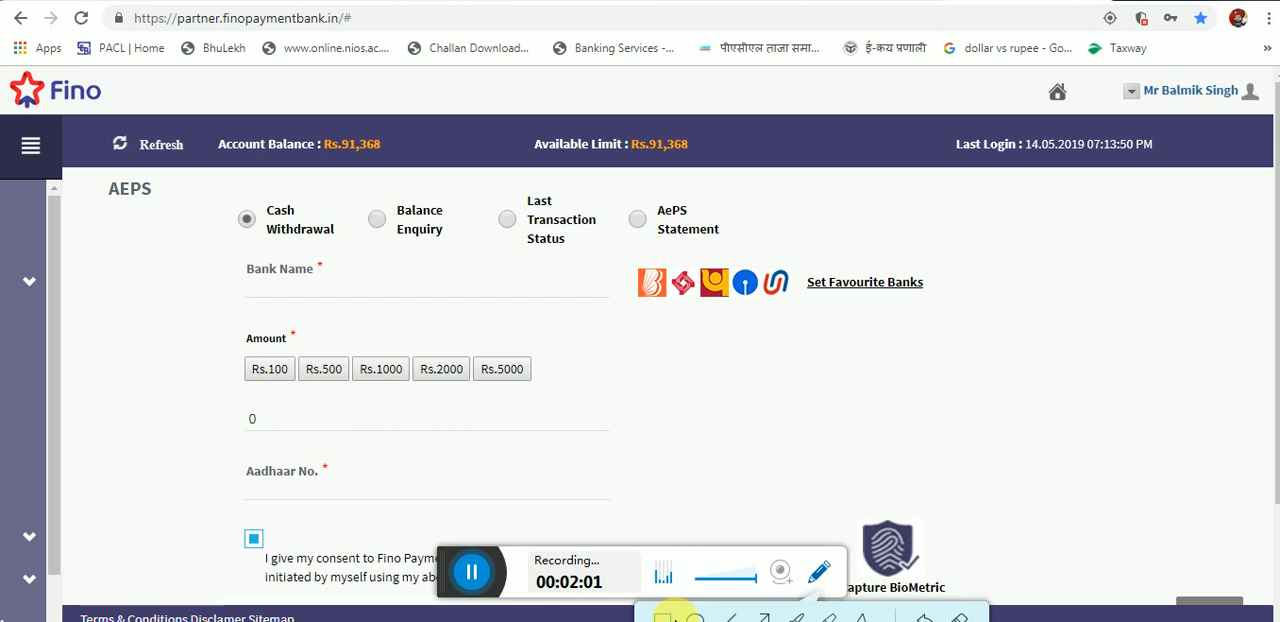 https://partner.finopaymentbank.in/#
Apps PACL | Home BhuLekh www.online.nios.ac.... Challan Download... Banking Services -... पीएसीएल ताजा समा... ई-कय प्रणाली dollar vs rupee - Go... Taxway »
Fino
Mr Balmik Singh
Refresh Account Balance : Rs.91,368 Available Limit : Rs.91,368 Last Login : 14.05.2019 07:13:50 PM
AEPS
Cash Withdrawal
Balance Enquiry
Last Transaction Status
AePS Statement
Bank Name *
Set Favourite Banks
Amount *
Rs.100 Rs.500 Rs.1000 Rs.2000 Rs.5000
0
Aadhaar No. *
I give my consent to Fino Payme
initiated by myself using my ab
Recording...
00:02:01
apture BioMetric
Terms & Conditions Disclamer Sitemap